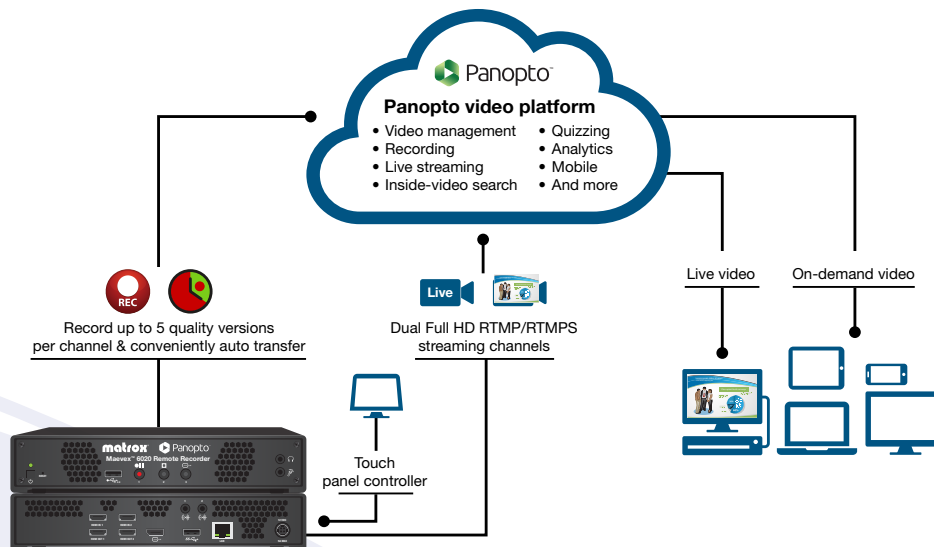 Panopto™
Panopto video platform
• Video management
• Recording
• Live streaming
• Inside-video search
• Quizzing
• Analytics
• Mobile
• And more
REC
Record up to 5 quality versions
per channel & conveniently auto transfer
Live
Dual Full HD RTMP/RTMPS
streaming channels
Live video
On-demand video
Touch
panel controller
matrox Panopto
Maevex™ 6020 Remote Recorder